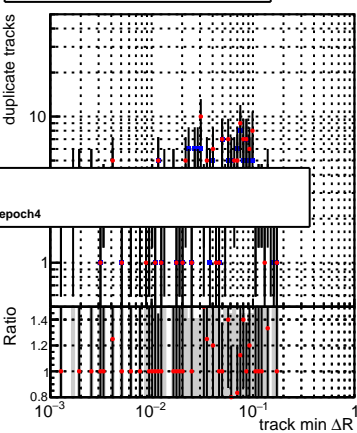 duplicate tracks
10
epoch4
1
Ratio
1.4
1.2
1
0.8
10⁻³ 10⁻² 10⁻¹ 1
track min ΔR